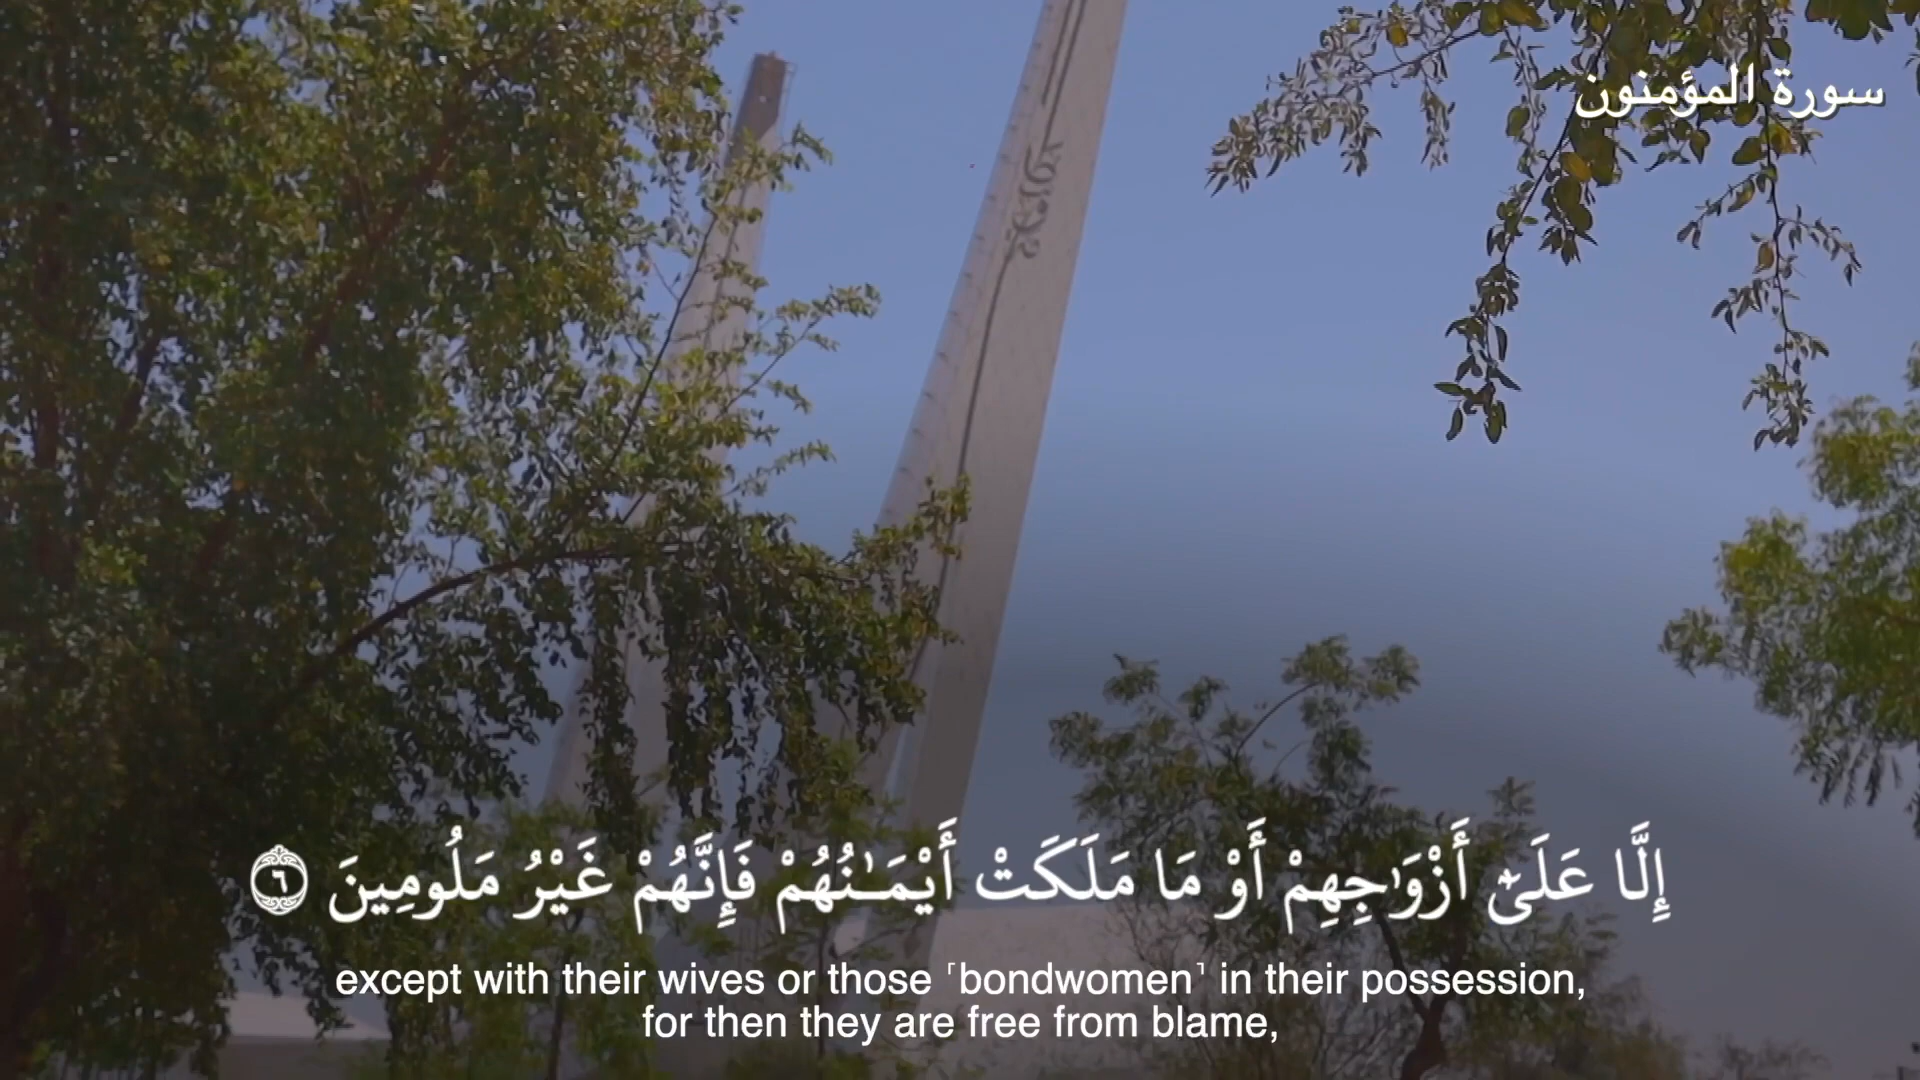 سورة المؤمنون
إِلَّا عَلَىٰٓ أَزْوَٰجِهِمْ أَوْ مَا مَلَكَتْ أَيْمَـٰنُهُمْ فَإِنَّهُمْ غَيْرُ مَلُومِينَ ٦
except with their wives or those ˹bondwomen˺ in their possession,
for then they are free from blame,